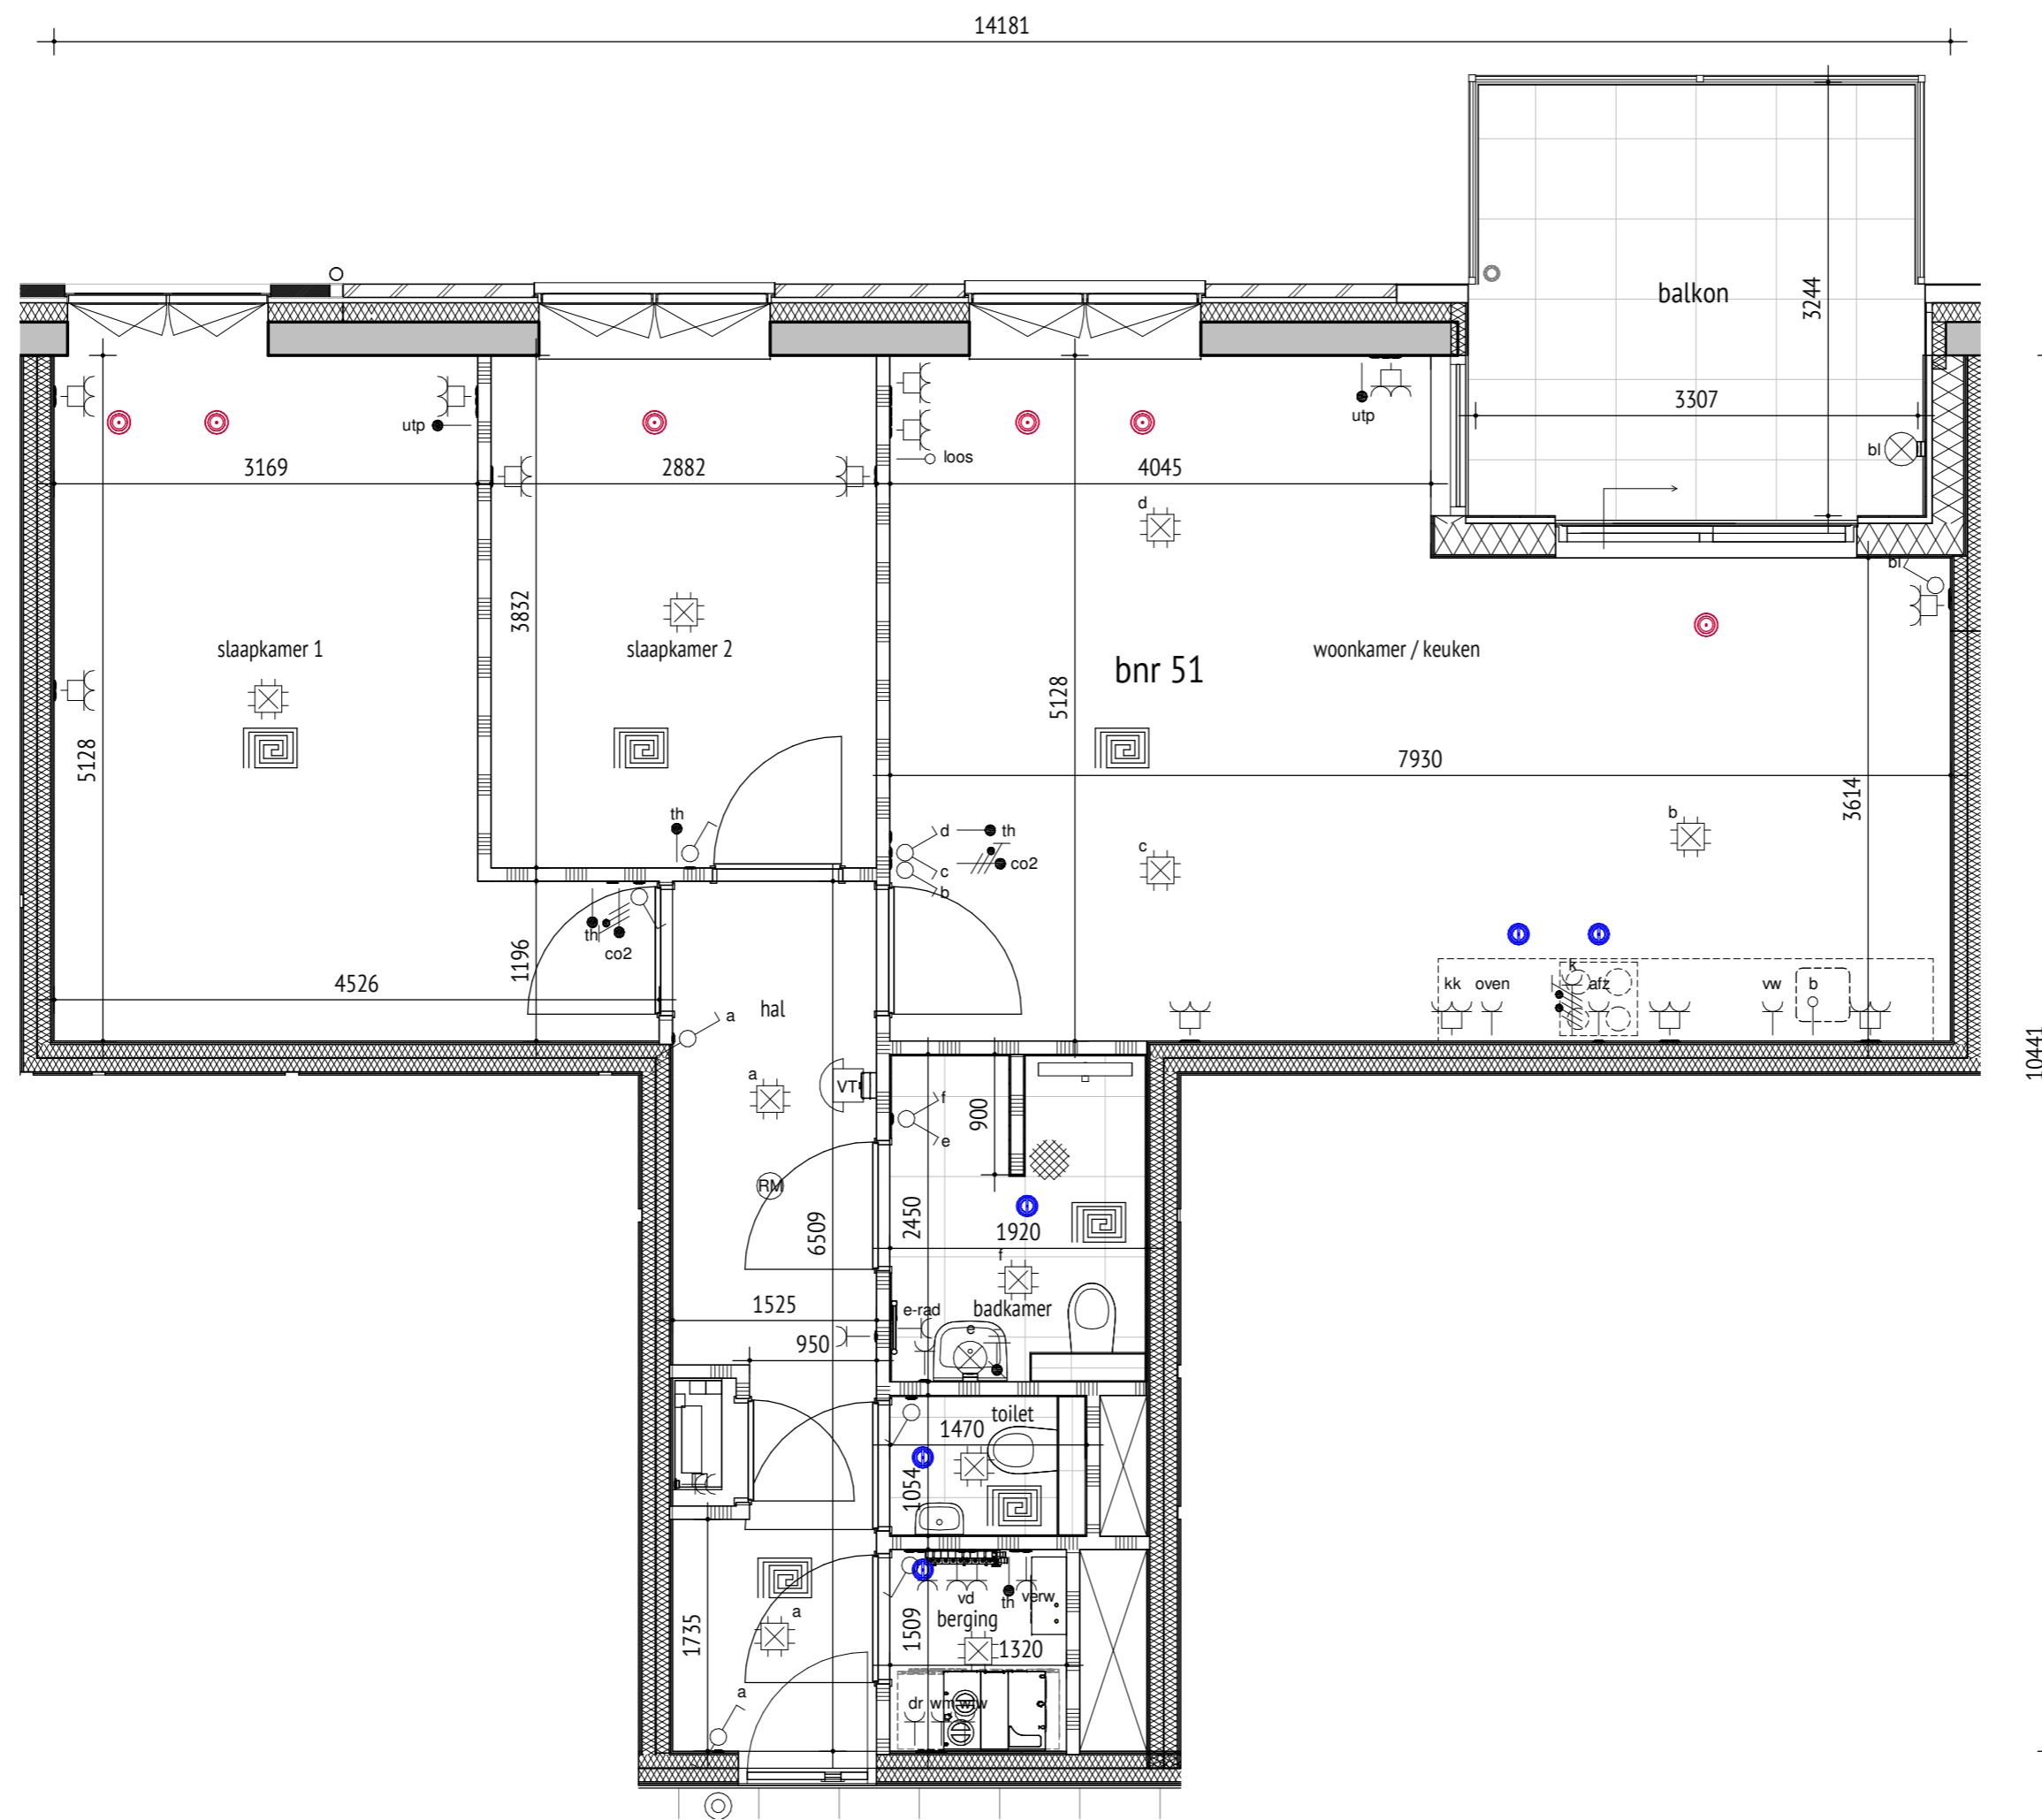 14181
balkon
3244
3307
bl
utp
loos
utp
3169
2882
4045
d
bl
3832
slaapkamer 1
slaapkamer 2
bnr 51
woonkamer / keuken
5128
5128
7930
3614
th
d
th
c
co2
b
c
b
th
co2
1196
4526
hal
kk
oven
k
afz
vw
b
a
a
VT
f
e
900
10441
RM
6509
2450
1920
f
1525
e-rad
badkamer
e
950
toilet
1470
1054
vd
th
verw
berging
1509
1320
a
1735
a
dr
wm
wtw